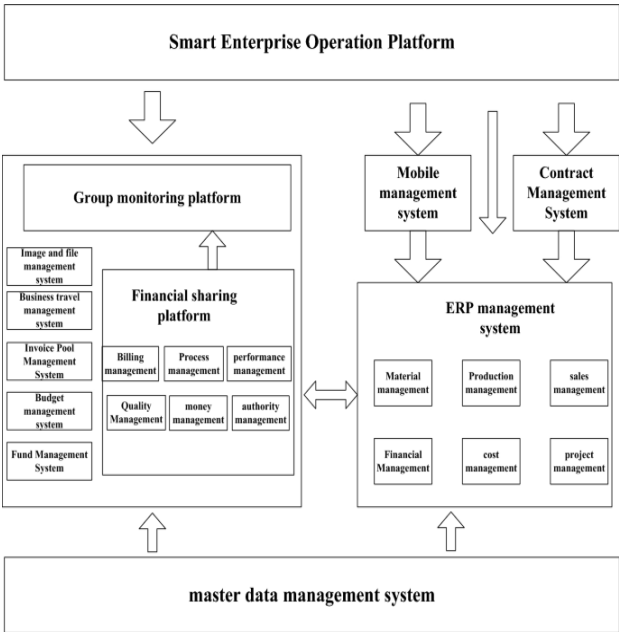 Smart Enterprise Operation Platform
Group monitoring platform
Image and file
management
system
Business travel
management
system
Invoice Pool
Management
System
Budget
management
system
Fund Management
System
Financial sharing
platform
Billing
management
Process
management
performance
management
Quality
Management
money
management
authority
management
Mobile
management
system
Contract
Management
System
ERP management
system
Material
management
Production
management
sales
management
Financial
Management
cost
management
project
management
master data management system